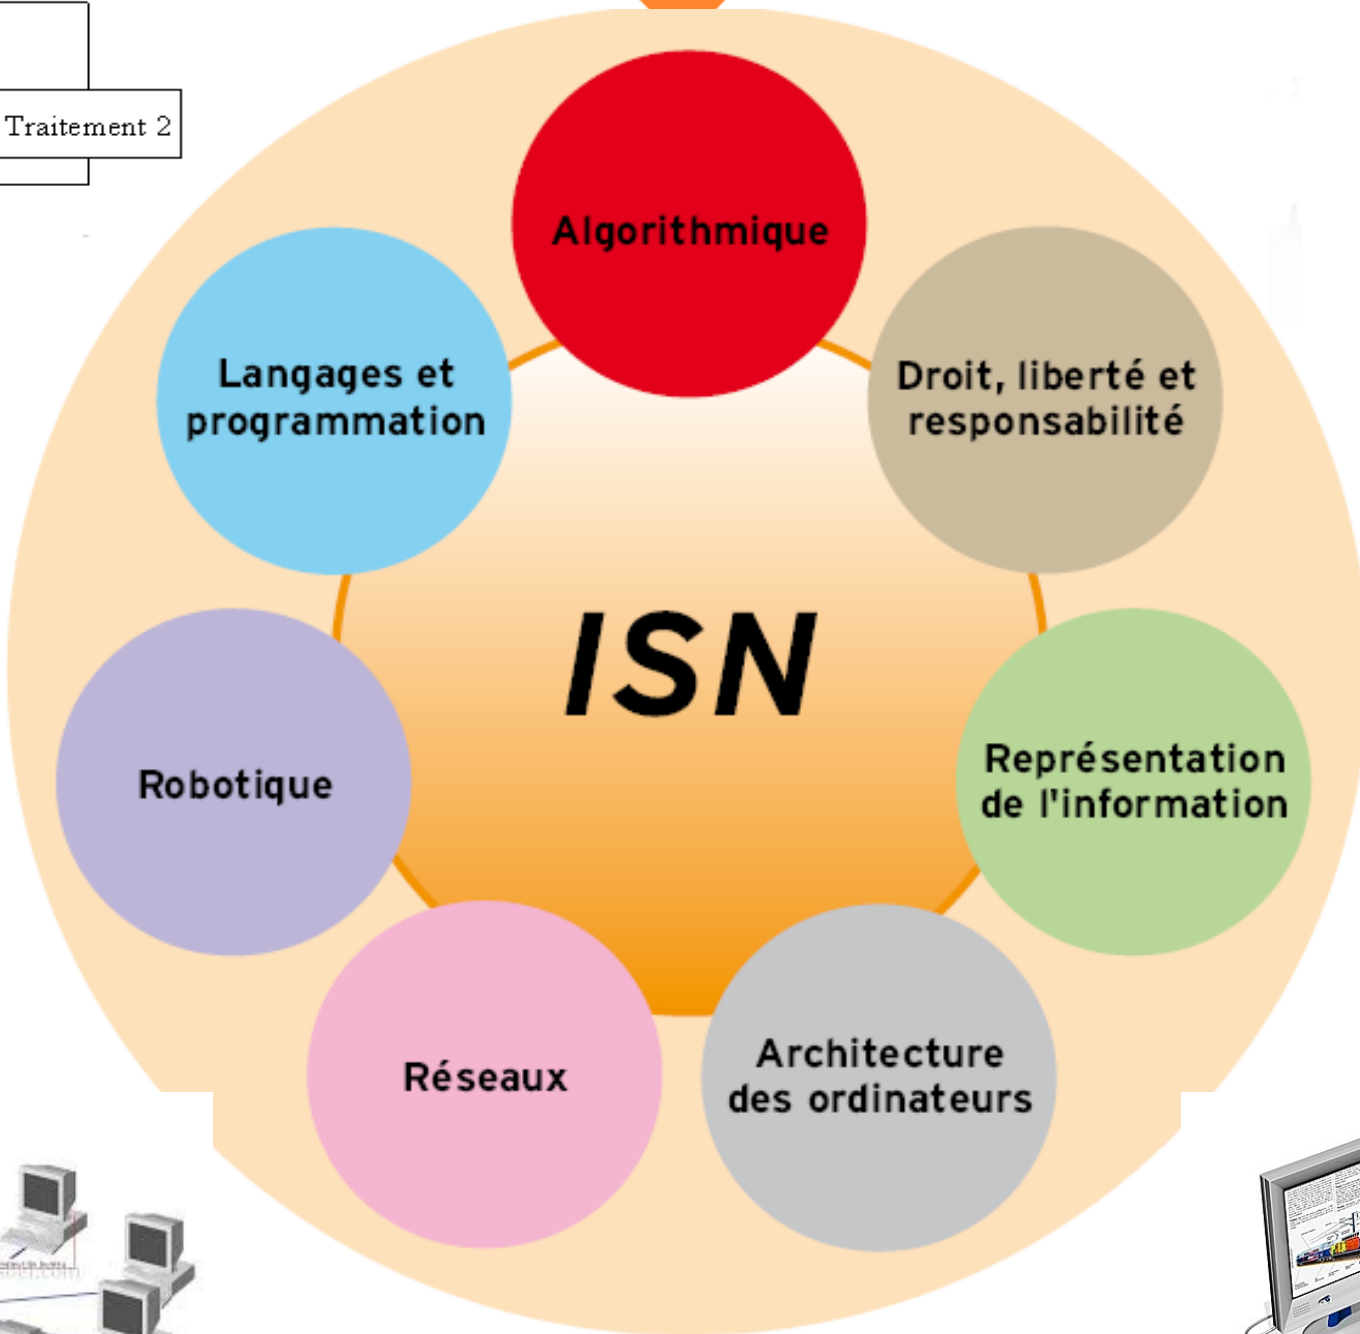 Traitement 2
Algorithmique
Langages et
programmation
Droit, liberté et
responsabilité
ISN
Robotique
Représentation
de l'information
Réseaux
Architecture
des ordinateurs